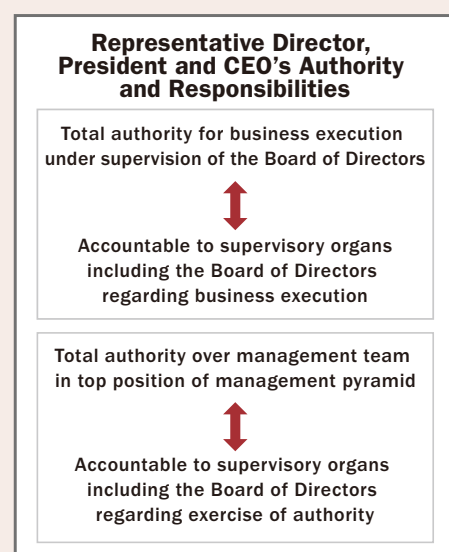 Representative Director,
President and CEO's Authority
and Responsibilities
Total authority for business execution
under supervision of the Board of Directors
Accountable to supervisory organs
including the Board of Directors
regarding business execution
Total authority over management team
in top position of management pyramid
Accountable to supervisory organs
including the Board of Directors
regarding exercise of authority